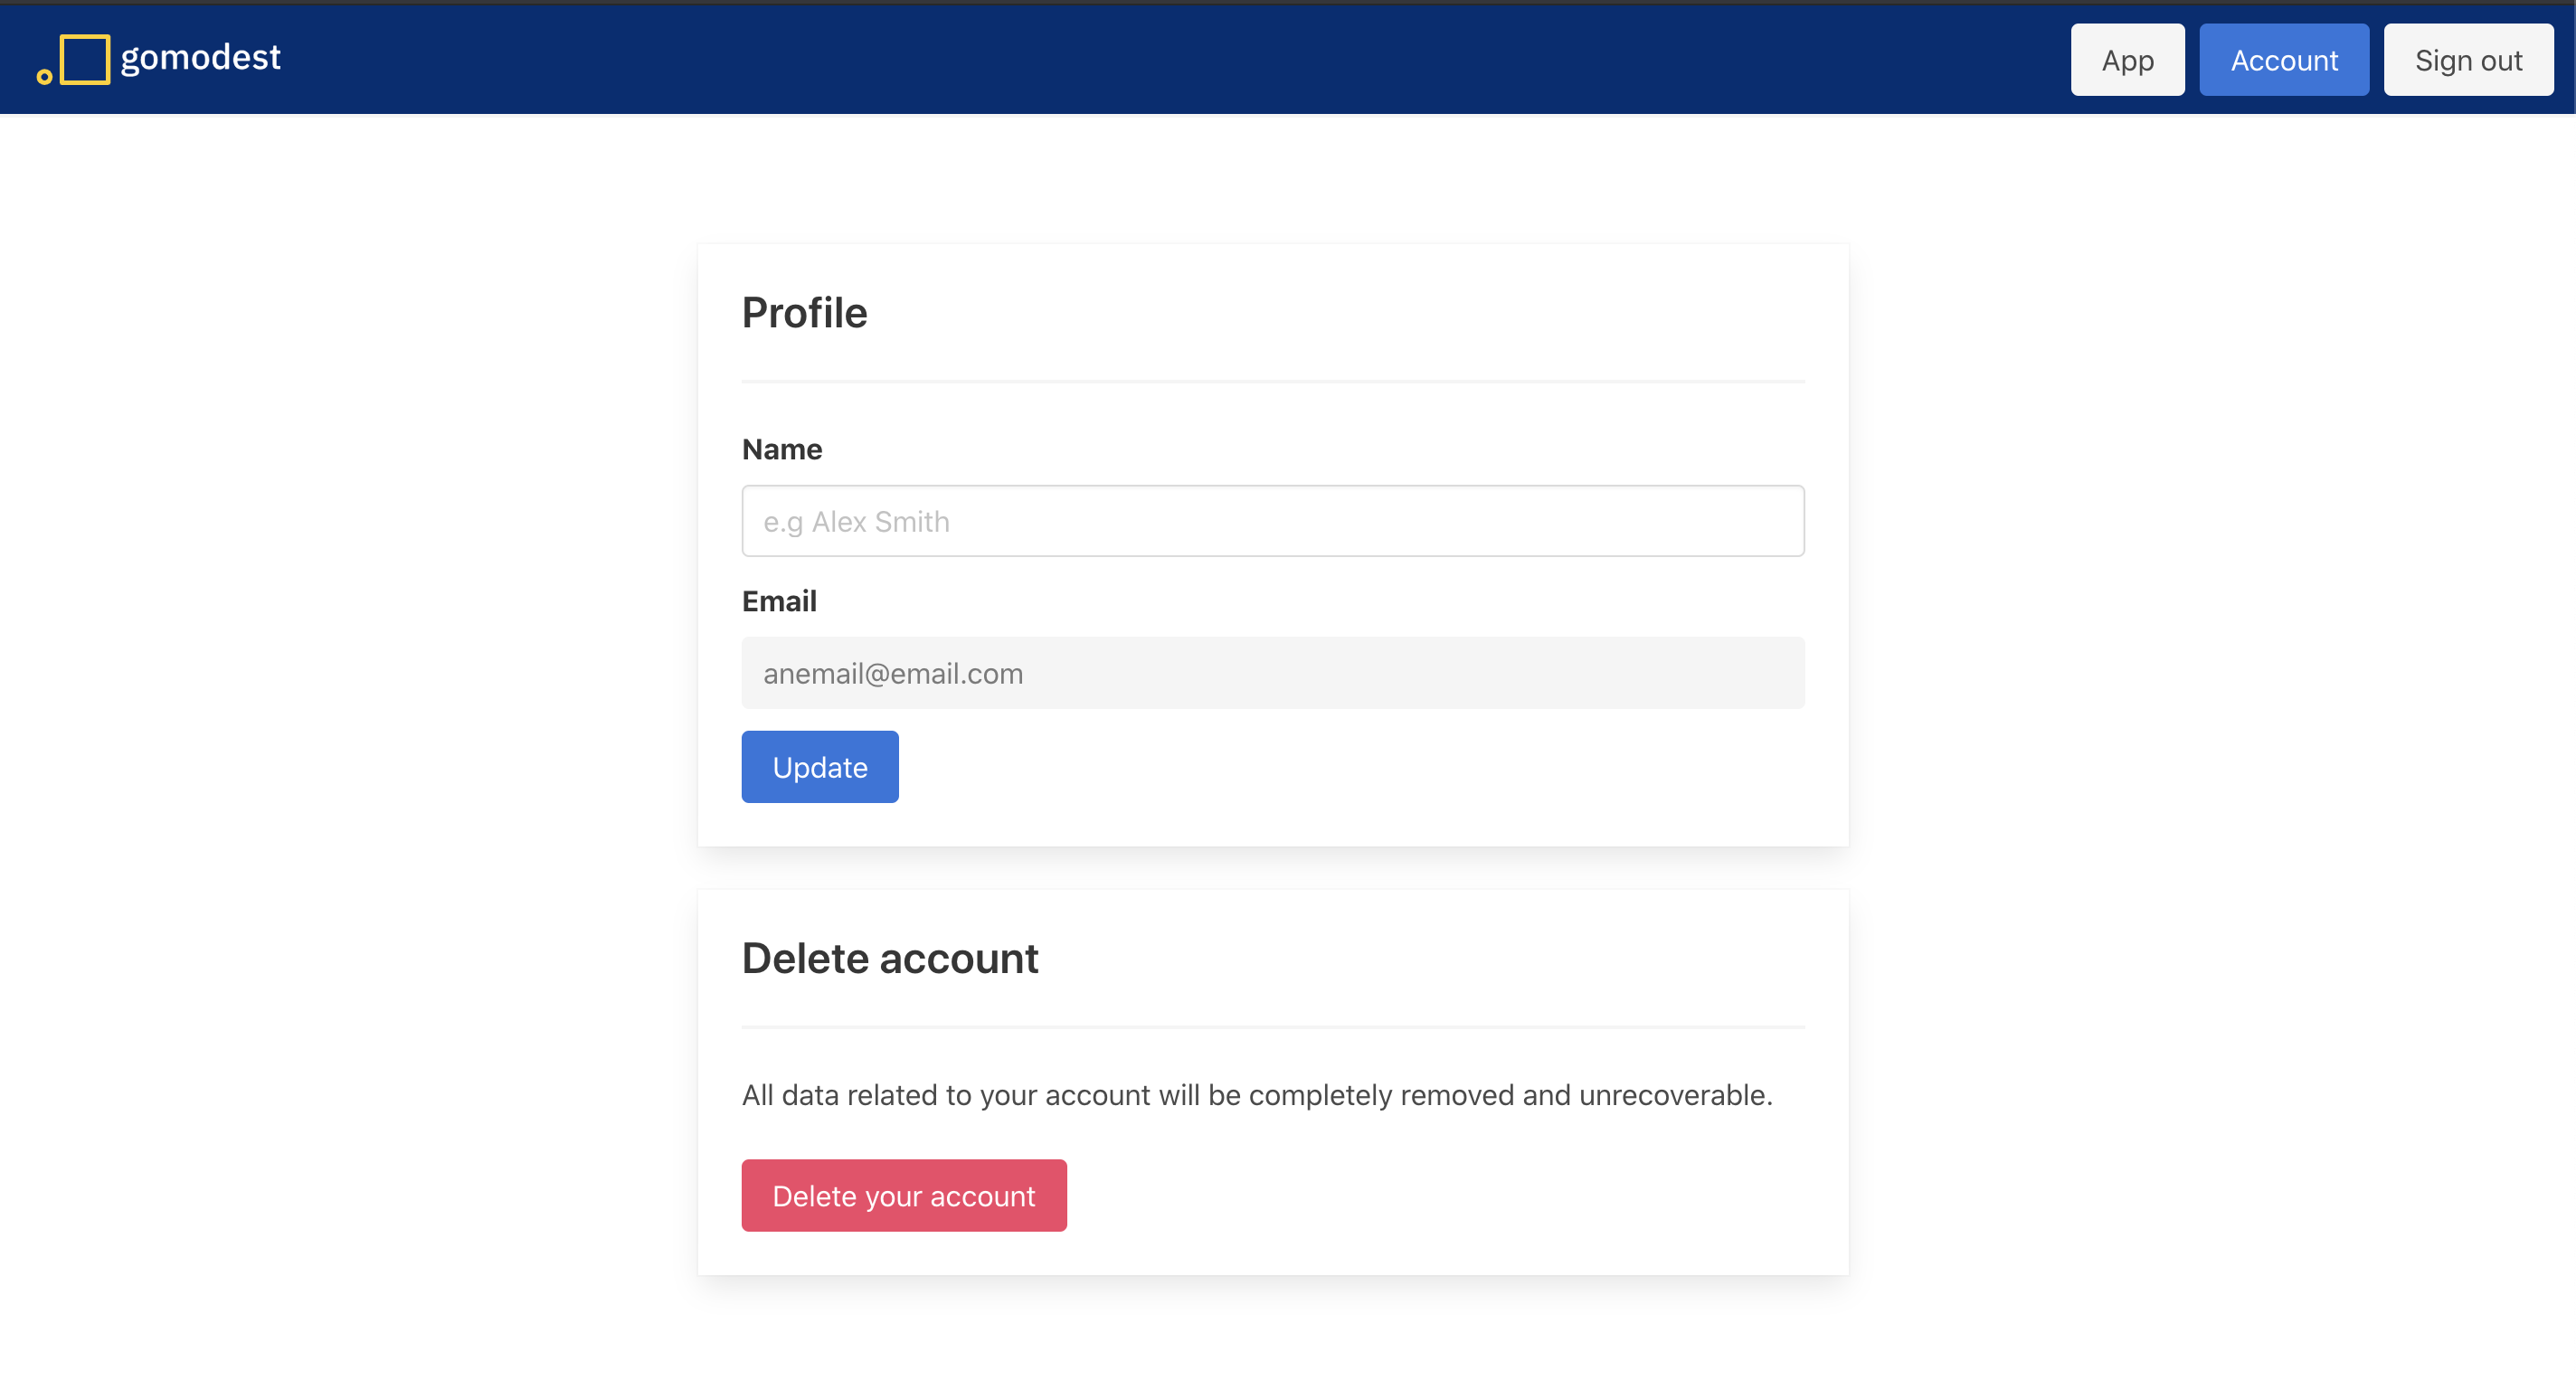 gomodest
App
Account
Sign out
Profile
Name
e.g Alex Smith
Email
anemail@email.com
Update
Delete account
All data related to your account will be completely removed and unrecoverable.
Delete your account